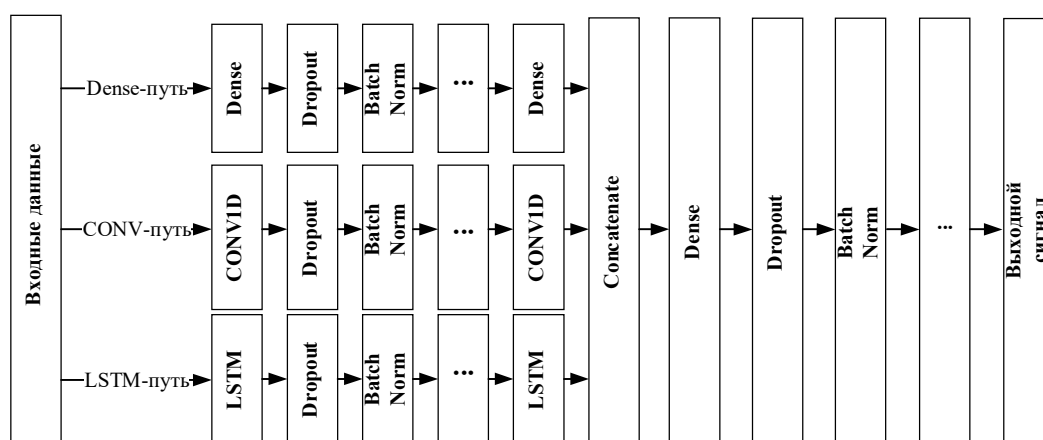 Входные данные
Dense-путь
Dense
Dropout
Batch
Norm
...
Dense
CONV-путь
CONV1D
Dropout
Batch
Norm
...
CONV1D
LSTM-путь
LSTM
Dropout
Batch
Norm
...
LSTM
Concatenate
Dense
Dropout
Batch
Norm
...
Выходной
сигнал